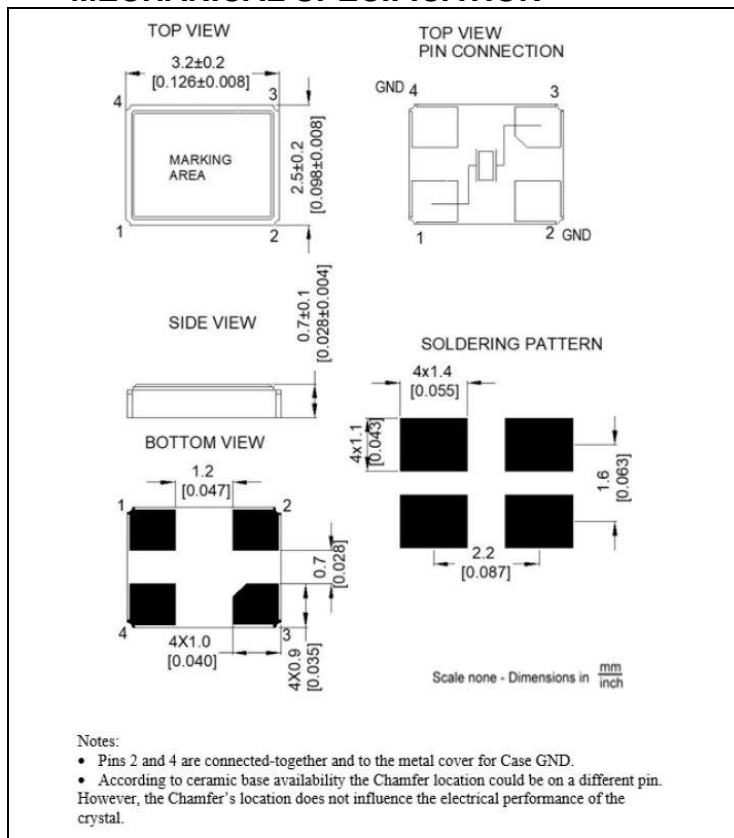 MECHANICAL SPECIFICATION
TOP VIEW
3.2±0.2
[0.126±0.008]
4
3
MARKING
AREA
2.5±0.2
[0.098±0.008]
1
2
TOP VIEW
PIN CONNECTION
GND 4
3
1
2 GND
SIDE VIEW
0.7±0.1
[0.028±0.004]
SOLDERING PATTERN
4x1.4
[0.055]
4x1.1
[0.043]
1.6
[0.063]
2.2
[0.087]
BOTTOM VIEW
1.2
[0.047]
1
2
0.7
[0.028]
4
3
4X1.0
[0.040]
4X0.9
[0.035]
Scale none - Dimensions in mm
inch
Notes:
• Pins 2 and 4 are connected-together and to the metal cover for Case GND.
• According to ceramic base availability the Chamfer location could be on a different pin.
However, the Chamfer's location does not influence the electrical performance of the
crystal.